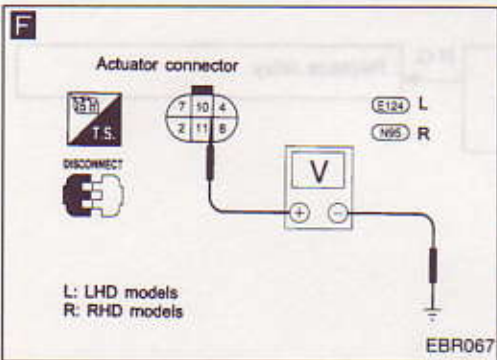 F
Actuator connector
7 10 4
2 11 8
E124 L
N95 R
T.S.
DISCONNECT
V
+ −
L: LHD models
R: RHD models
EBR067